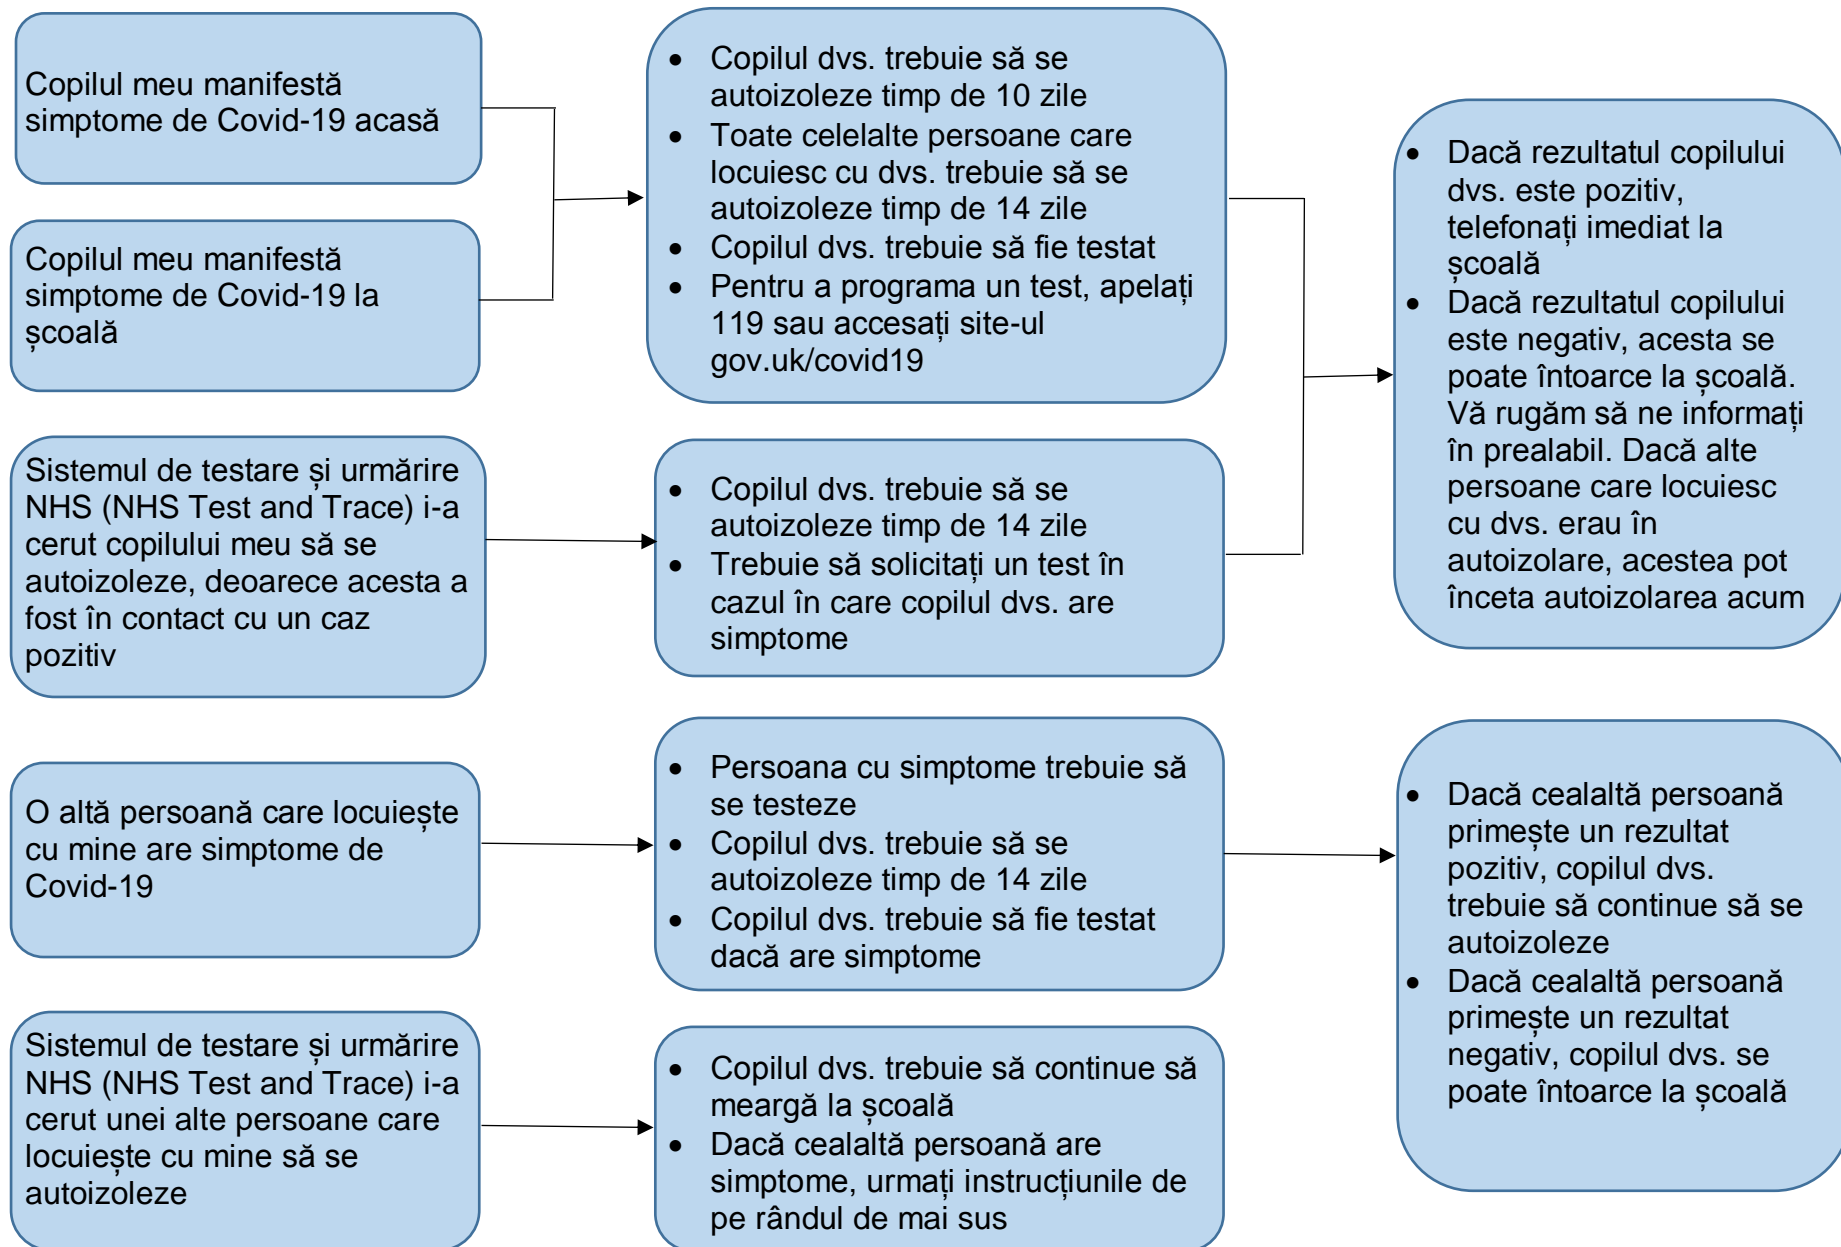 Copilul meu manifestă
simptome de Covid-19 acasă
Copilul meu manifestă
simptome de Covid-19 la
școală
• Copilul dvs. trebuie să se
autoizoleze timp de 10 zile
• Toate celelalte persoane care
locuiesc cu dvs. trebuie să se
autoizoleze timp de 14 zile
• Copilul dvs. trebuie să fie testat
• Pentru a programa un test, apelați
119 sau accesați site-ul
gov.uk/covid19
Sistemul de testare și urmărire
NHS (NHS Test and Trace) i-a
cerut copilului meu să se
autoizoleze, deoarece acesta a
fost în contact cu un caz
pozitiv
• Copilul dvs. trebuie să se
autoizoleze timp de 14 zile
• Trebuie să solicitați un test în
cazul în care copilul dvs. are
simptome
• Dacă rezultatul copilului
dvs. este pozitiv,
telefonați imediat la
școală
• Dacă rezultatul copilului
este negativ, acesta se
poate întoarce la școală.
Vă rugăm să ne informați
în prealabil. Dacă alte
persoane care locuiesc
cu dvs. erau în
autoizolare, acestea pot
înceta autoizolarea acum
O altă persoană care locuiește
cu mine are simptome de
Covid-19
• Persoana cu simptome trebuie să
se testeze
• Copilul dvs. trebuie să se
autoizoleze timp de 14 zile
• Copilul dvs. trebuie să fie testat
dacă are simptome
• Dacă cealaltă persoană
primește un rezultat
pozitiv, copilul dvs.
trebuie să continue să se
autoizoleze
• Dacă cealaltă persoană
primește un rezultat
negativ, copilul dvs. se
poate întoarce la școală
Sistemul de testare și urmărire
NHS (NHS Test and Trace) i-a
cerut unei alte persoane care
locuiește cu mine să se
autoizoleze
• Copilul dvs. trebuie să continue să
meargă la școală
• Dacă cealaltă persoană are
simptome, urmați instrucțiunile de
pe rândul de mai sus